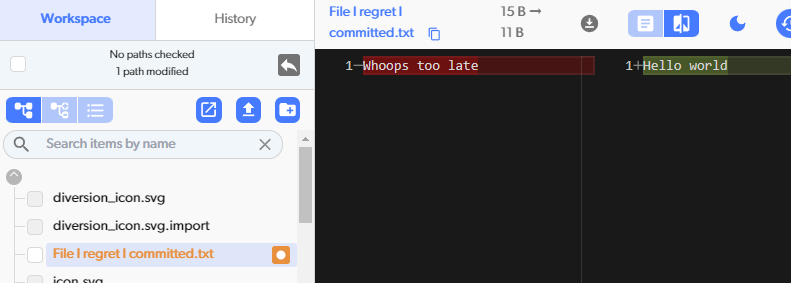 Workspace
History
No paths checked
1 path modified
Search items by name
diversion_icon.svg
diversion_icon.svg.import
File I regret I committed.txt
icon.svg
File I regret I
committed.txt
15 B →
11 B
1 — Whoops too late
1 + Hello world